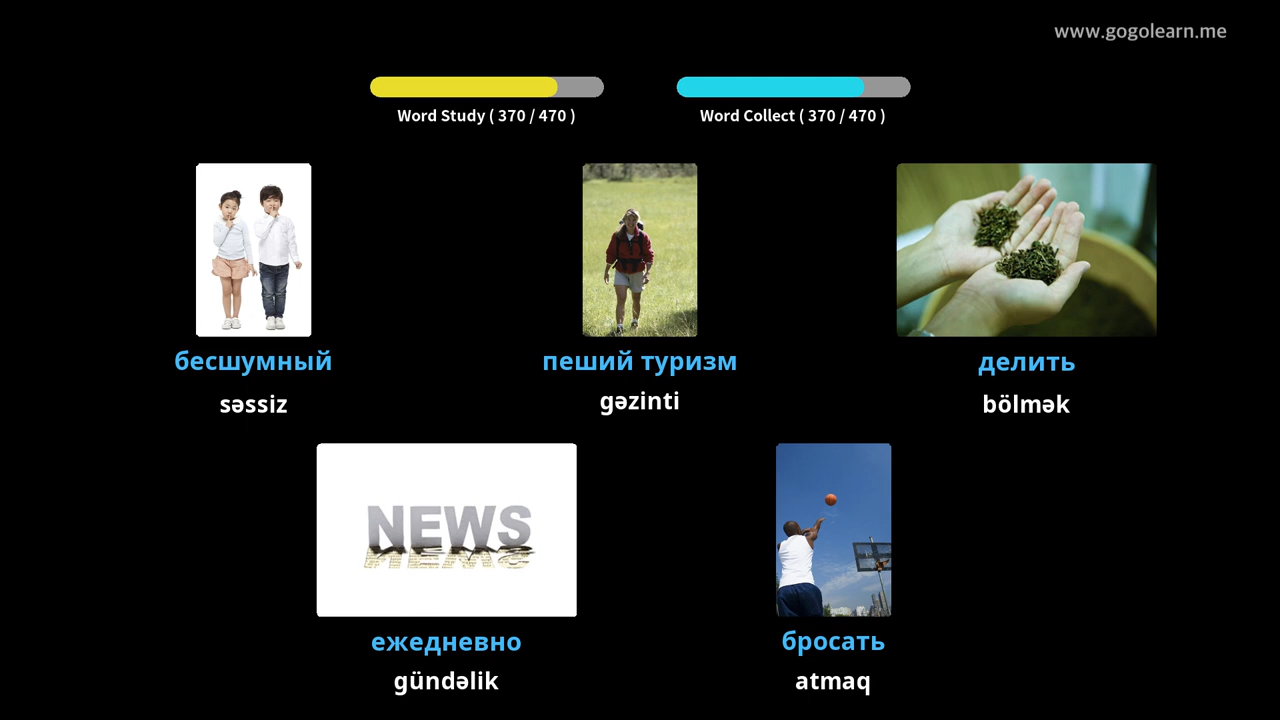 www.gogolearn.me
Word Study ( 370 / 470 )
Word Collect ( 370 / 470 )
бесшумный
səssiz
пеший туризм
gəzinti
делить
bölmək
NEWS
ежедневно
gündəlik
бросать
atmaq